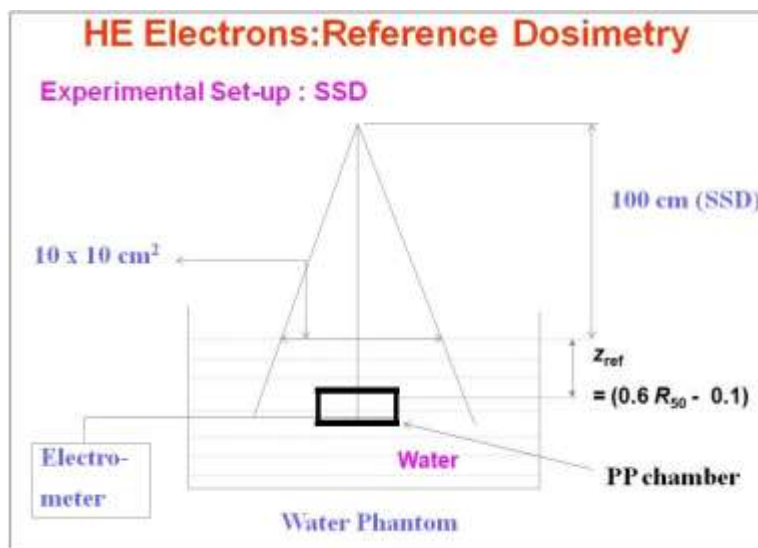 HE Electrons:Reference Dosimetry
Experimental Set-up : SSD
100 cm (SSD)
10 x 10 cm²
z_ref
= (0.6 R₅₀ - 0.1)
Electro-
meter
Water
PP chamber
Water Phantom